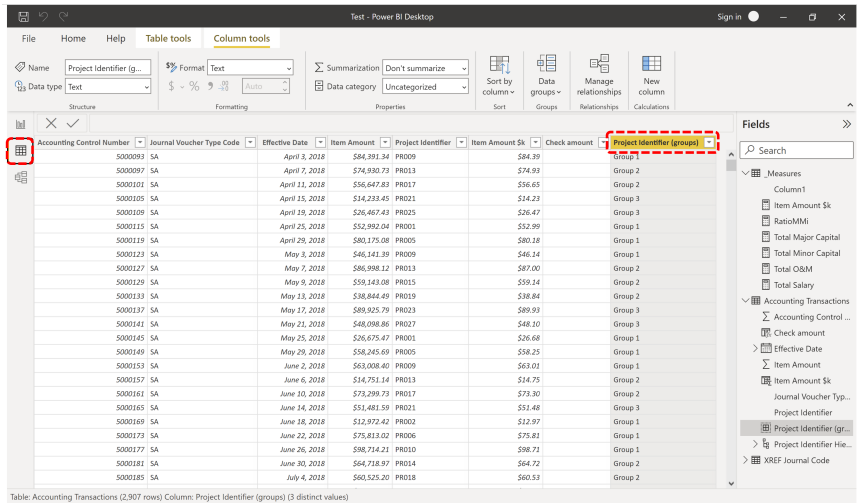 Test - Power BI Desktop
Sign in
File Home Help Table tools Column tools
Name Project Identifier (g...
Data type Text
Structure
Format Text
$ - % 9 Auto
Formatting
Summarization Don't summarize
Data category Uncategorized
Properties
Sort by column
Sort
Data groups
Groups
Manage relationships
Relationships
New column
Calculations
Accounting Control Number Journal Voucher Type Code Effective Date Item Amount Project Identifier Item Amount $k Check amount Project Identifier (groups)
5000093 SA April 3, 2018 $84,391.34 PR009 $84.39 Group 1
5000097 SA April 7, 2018 $74,930.73 PR013 $74.93 Group 2
5000101 SA April 11, 2018 $56,647.83 PR017 $56.65 Group 2
5000105 SA April 15, 2018 $14,233.45 PR021 $14.23 Group 3
5000109 SA April 19, 2018 $26,467.43 PR025 $26.47 Group 3
5000115 SA April 25, 2018 $52,992.04 PR001 $52.99 Group 1
5000119 SA April 29, 2018 $80,175.08 PR005 $80.18 Group 1
5000123 SA May 3, 2018 $46,141.39 PR009 $46.14 Group 1
5000127 SA May 7, 2018 $86,998.12 PR013 $87.00 Group 2
5000129 SA May 9, 2018 $59,143.08 PR015 $59.14 Group 2
5000133 SA May 13, 2018 $38,844.49 PR019 $38.84 Group 2
5000137 SA May 17, 2018 $89,925.79 PR023 $89.93 Group 3
5000141 SA May 21, 2018 $48,098.86 PR027 $48.10 Group 3
5000145 SA May 25, 2018 $26,675.47 PR001 $26.68 Group 1
5000149 SA May 29, 2018 $58,245.69 PR005 $58.25 Group 1
5000153 SA June 2, 2018 $63,008.40 PR009 $63.01 Group 1
5000157 SA June 6, 2018 $14,751.14 PR013 $14.75 Group 2
5000161 SA June 10, 2018 $73,299.73 PR017 $73.30 Group 2
5000165 SA June 14, 2018 $51,481.59 PR021 $51.48 Group 3
5000169 SA June 18, 2018 $12,972.42 PR002 $12.97 Group 1
5000173 SA June 22, 2018 $75,813.02 PR006 $75.81 Group 1
5000177 SA June 26, 2018 $98,714.21 PR010 $98.71 Group 1
5000181 SA June 30, 2018 $64,718.97 PR014 $64.72 Group 2
5000185 SA July 4, 2018 $60,525.20 PR018 $60.53 Group 2
Fields
Search
_Measures
Column1
Item Amount $k
RatioMMi
Total Major Capital
Total Minor Capital
Total O&M
Total Salary
Accounting Transactions
Accounting Control ...
Check amount
Effective Date
Item Amount
Item Amount $k
Journal Voucher Typ...
Project Identifier
Project Identifier (gr...
Project Identifier Hie...
XREF Journal Code
Table: Accounting Transactions (2,907 rows) Column: Project Identifier (groups) (3 distinct values)